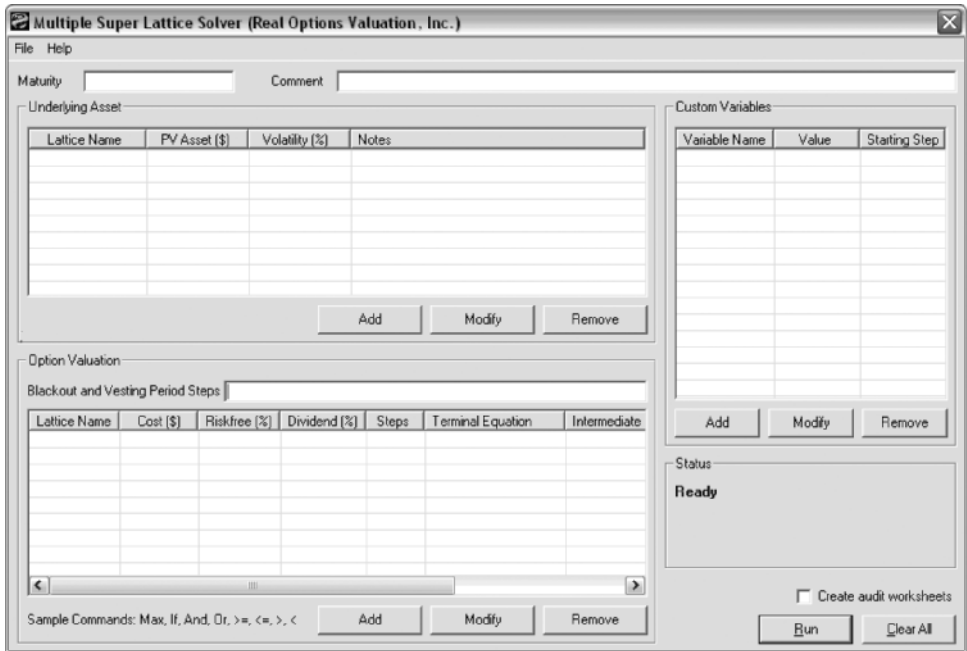 Multiple Super Lattice Solver (Real Options Valuation, Inc.)
File Help
Maturity Comment
Underlying Asset
Lattice Name PV Asset ($) Volatility (%) Notes
Add Modify Remove
Option Valuation
Blackout and Vesting Period Steps
Lattice Name Cost ($) Riskfree (%) Dividend (%) Steps Terminal Equation Intermediate
Sample Commands: Max, If, And, Or, >=, <=, >, <
Add Modify Remove
Custom Variables
Variable Name Value Starting Step
Add Modify Remove
Status
Ready
Create audit worksheets
Run Clear All